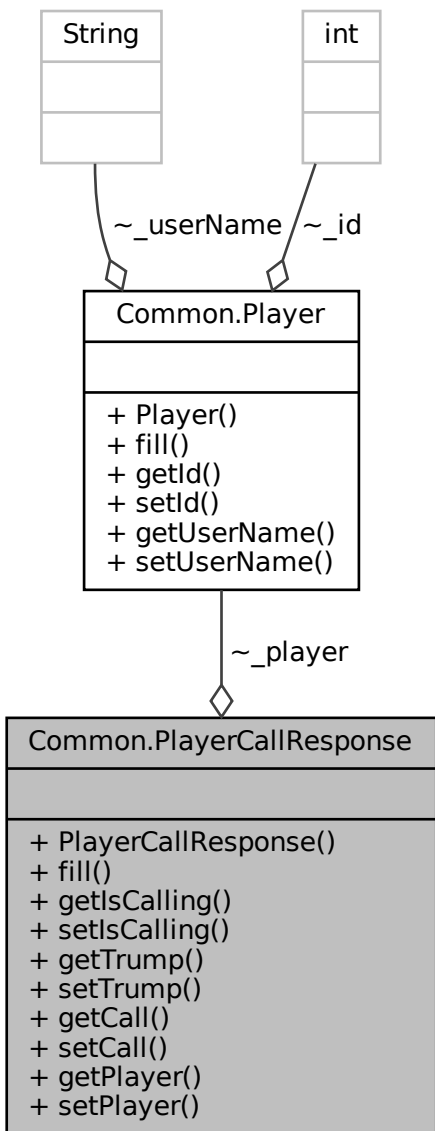 String
int
~_userName
~_id
Common.Player
+ Player()
+ fill()
+ getId()
+ setId()
+ getUserName()
+ setUserName()
~_player
Common.PlayerCallResponse
+ PlayerCallResponse()
+ fill()
+ getIsCalling()
+ setIsCalling()
+ getTrump()
+ setTrump()
+ getCall()
+ setCall()
+ getPlayer()
+ setPlayer()